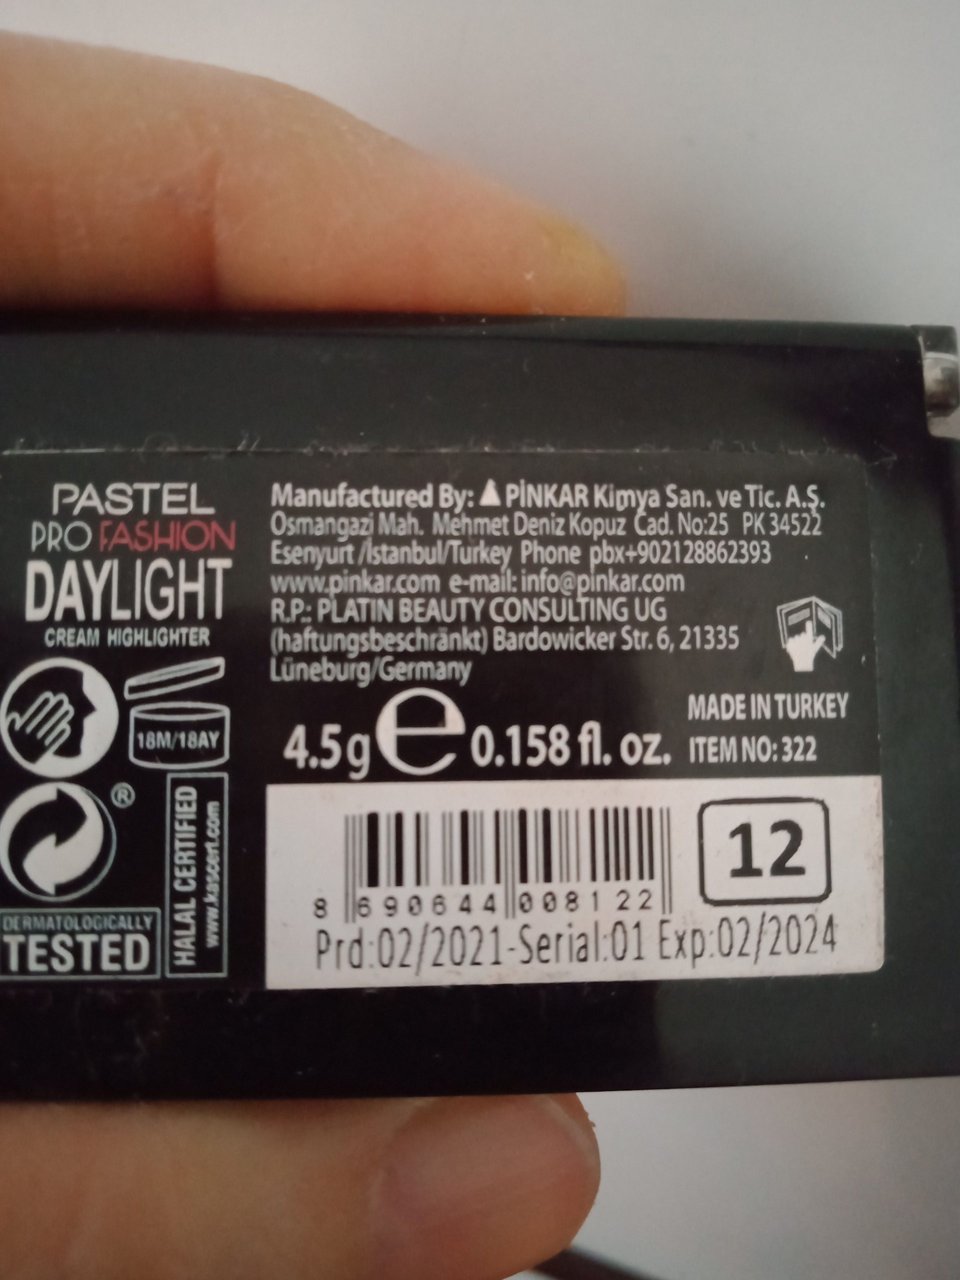 PASTEL
PRO FASHION
DAYLIGHT
CREAM HIGHLIGHTER
18M/18AY
®
HALAL CERTIFIED
www.kascert.com
DERMATOLOGICALLY
TESTED
Manufactured By: PİNKAR Kimya San. ve Tic. A.Ş.
Osmangazi Mah. Mehmet Deniz Kopuz Cad. No:25 PK 34522
Esenyurt /İstanbul/Turkey Phone pbx+902128862393
www.pinkar.com e-mail: info@pinkar.com
R.P.: PLATIN BEAUTY CONSULTING UG
(haftungsbeschränkt) Bardowicker Str. 6, 21335
Lüneburg/Germany
4.5g e 0.158 fl. oz.
MADE IN TURKEY
ITEM NO: 322
12
8 690644 008122
Prd:02/2021-Serial:01 Exp:02/2024